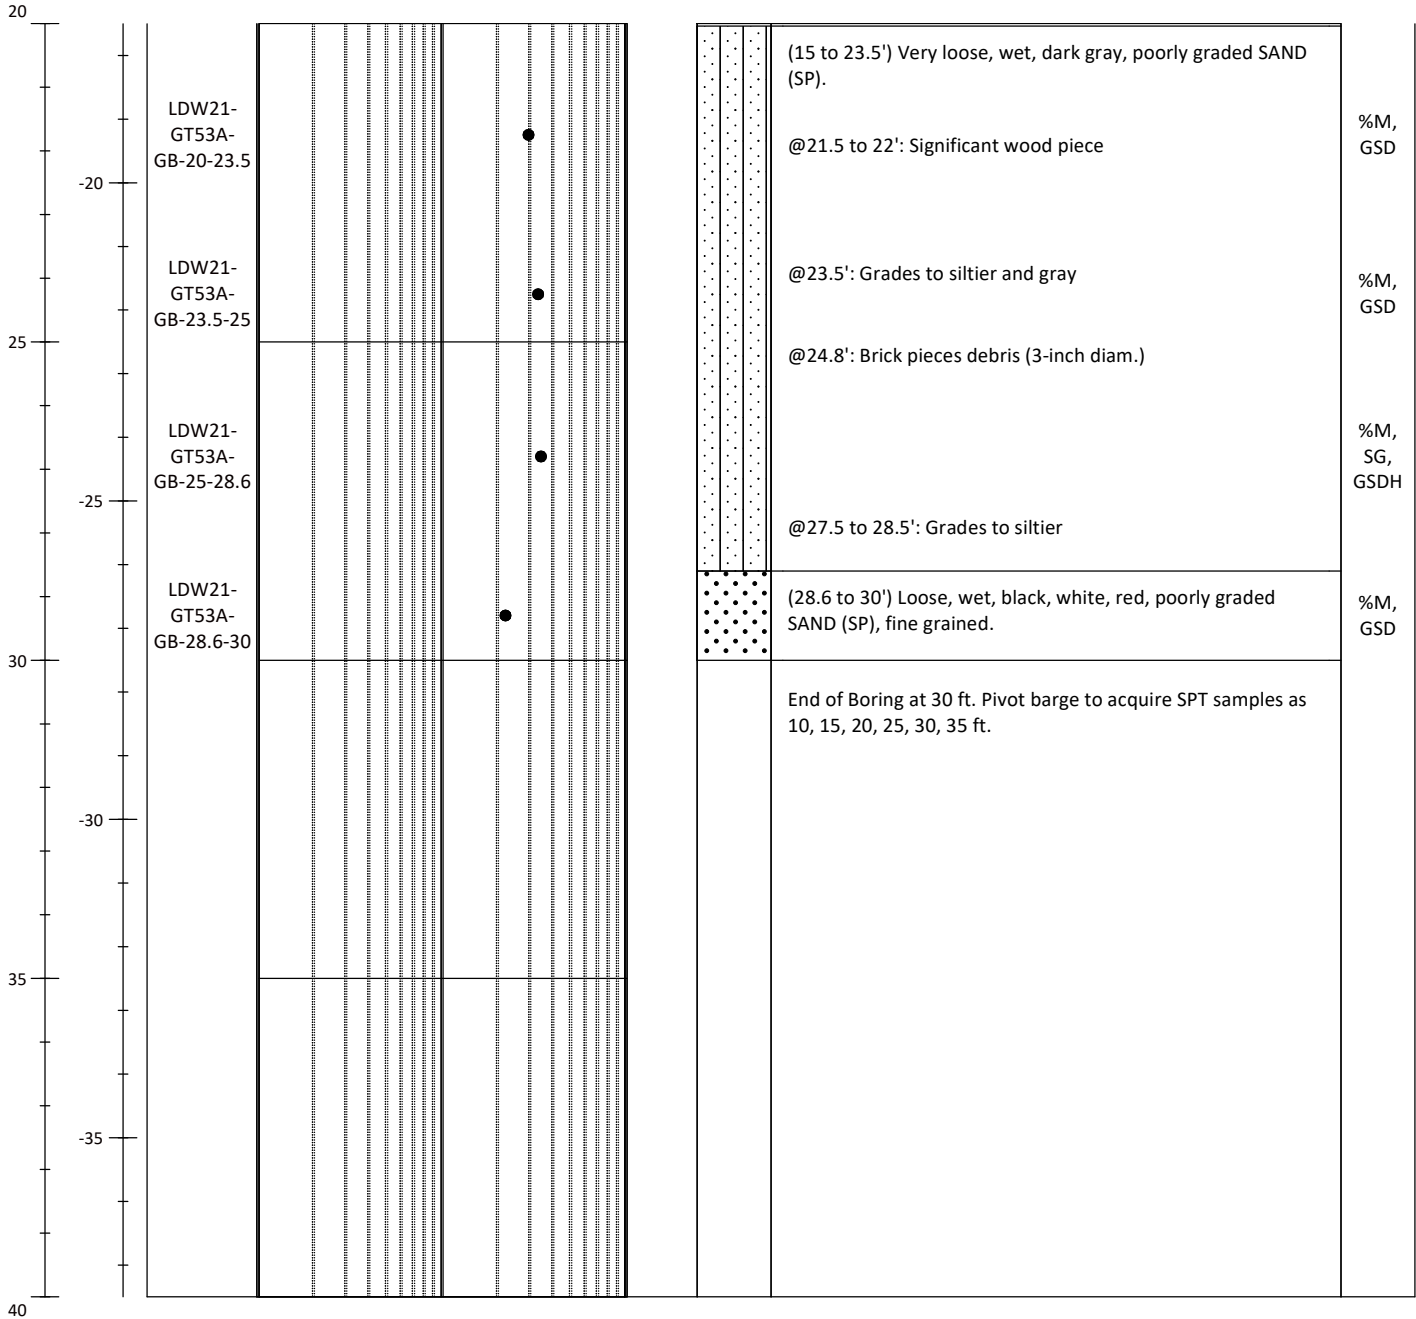 20
LDW21-
GT53A-
GB-20-23.5
(15 to 23.5') Very loose, wet, dark gray, poorly graded SAND
(SP).
@21.5 to 22': Significant wood piece
%M,
GSD
-20
LDW21-
GT53A-
GB-23.5-25
@23.5': Grades to siltier and gray
%M,
GSD
25
@24.8': Brick pieces debris (3-inch diam.)
LDW21-
GT53A-
GB-25-28.6
%M,
SG,
GSDH
-25
@27.5 to 28.5': Grades to siltier
LDW21-
GT53A-
GB-28.6-30
(28.6 to 30') Loose, wet, black, white, red, poorly graded
SAND (SP), fine grained.
%M,
GSD
30
End of Boring at 30 ft. Pivot barge to acquire SPT samples as
10, 15, 20, 25, 30, 35 ft.
-30
35
-35
40